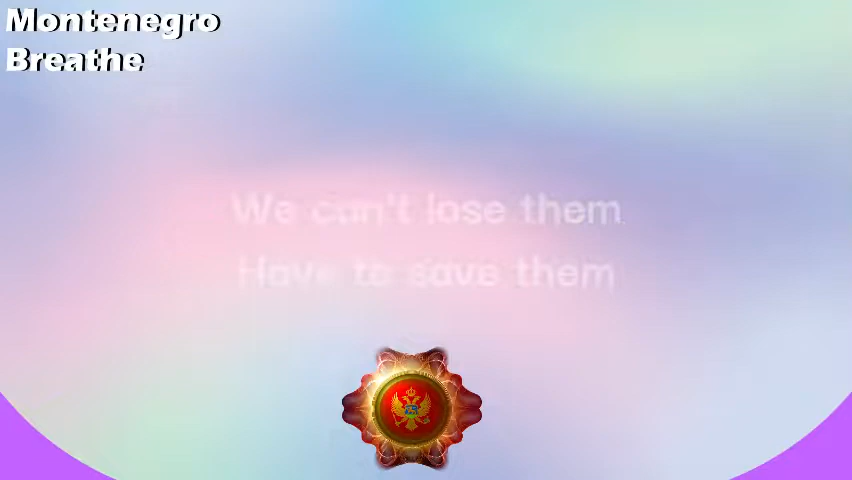 Montenegro
Breathe
We can't lose them
Have to save them